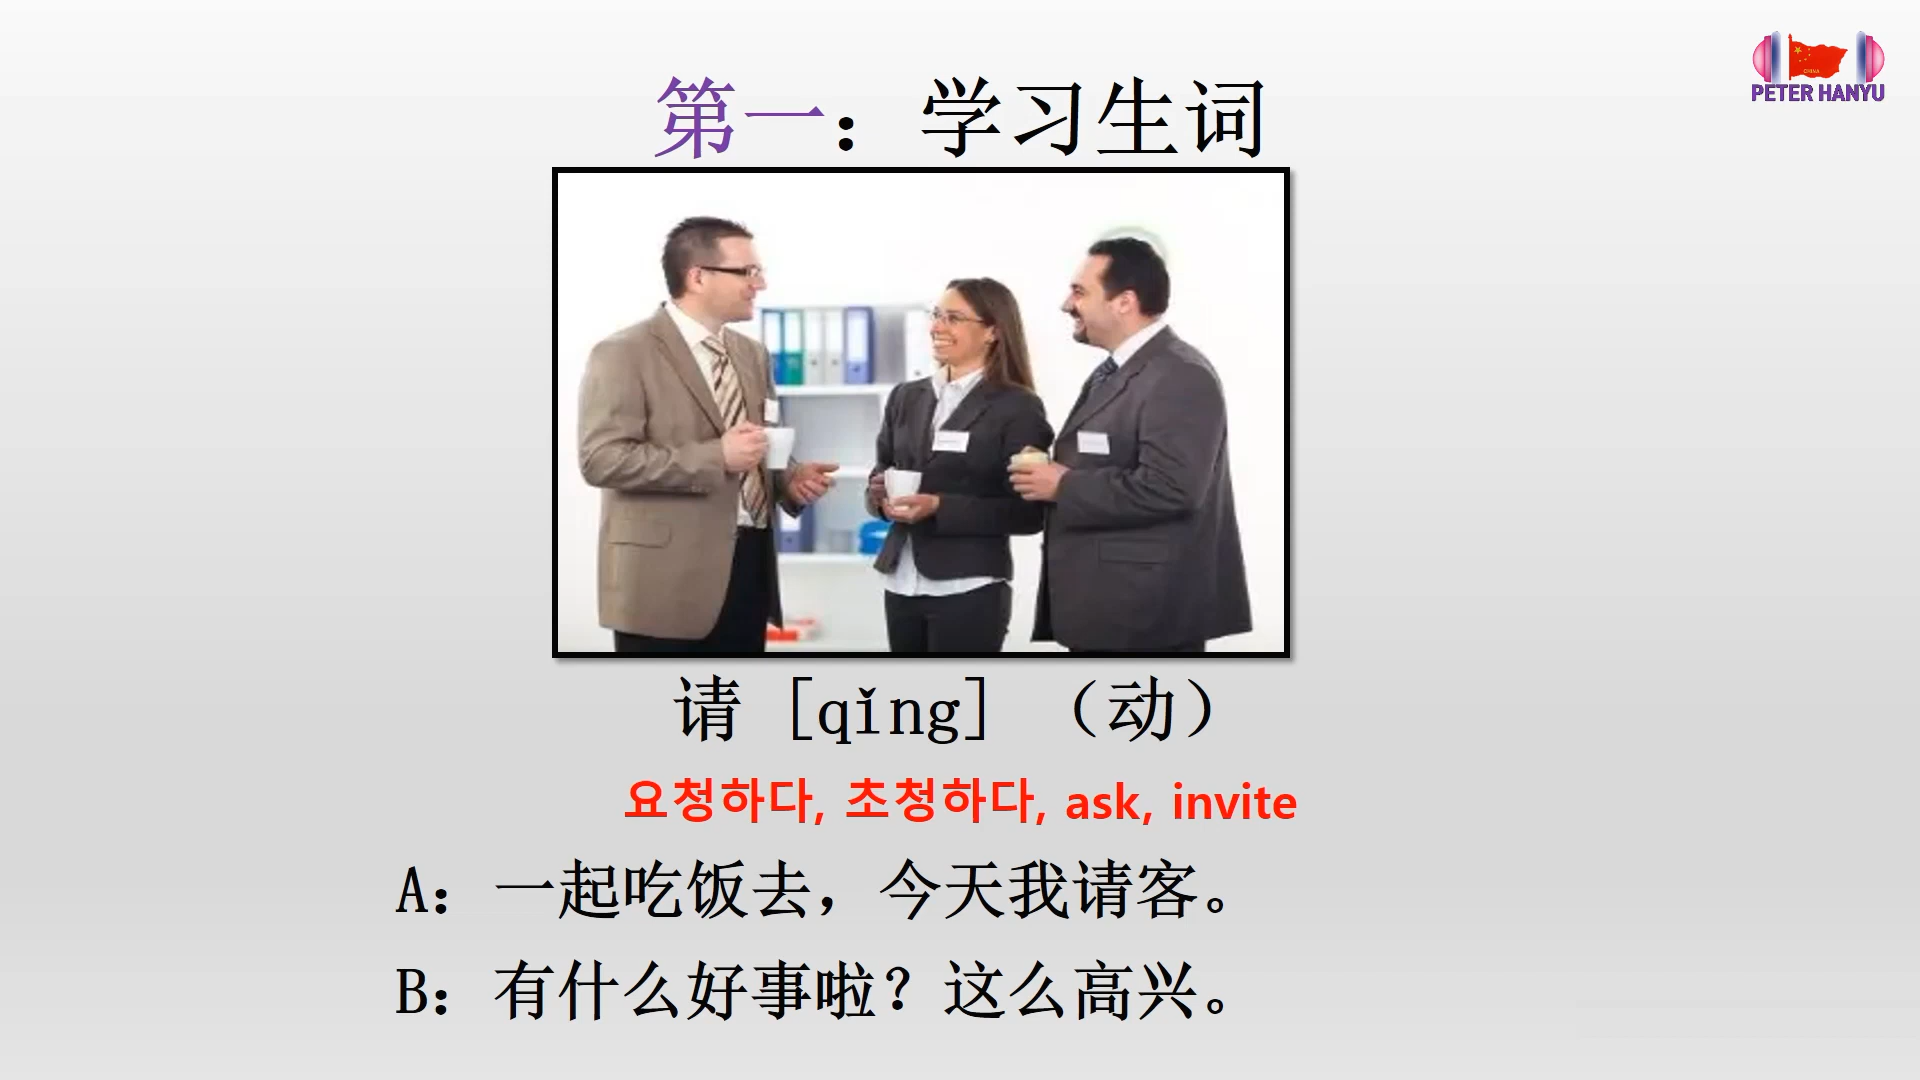 PETER HANYU
第一：学习生词
请 [qǐng] （动）
요청하다, 초청하다, ask, invite
A：一起吃饭去，今天我请客。
B：有什么好事啦？这么高兴。